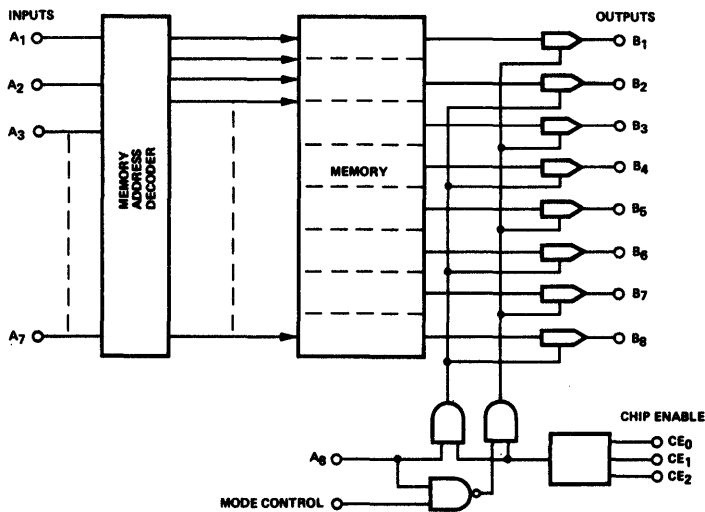 INPUTS
OUTPUTS
A1
A2
A3
A7
MEMORY
ADDRESS
DECODER
MEMORY
B1
B2
B3
B4
B5
B6
B7
B8
CHIP ENABLE
CE0
CE1
CE2
A8
MODE CONTROL